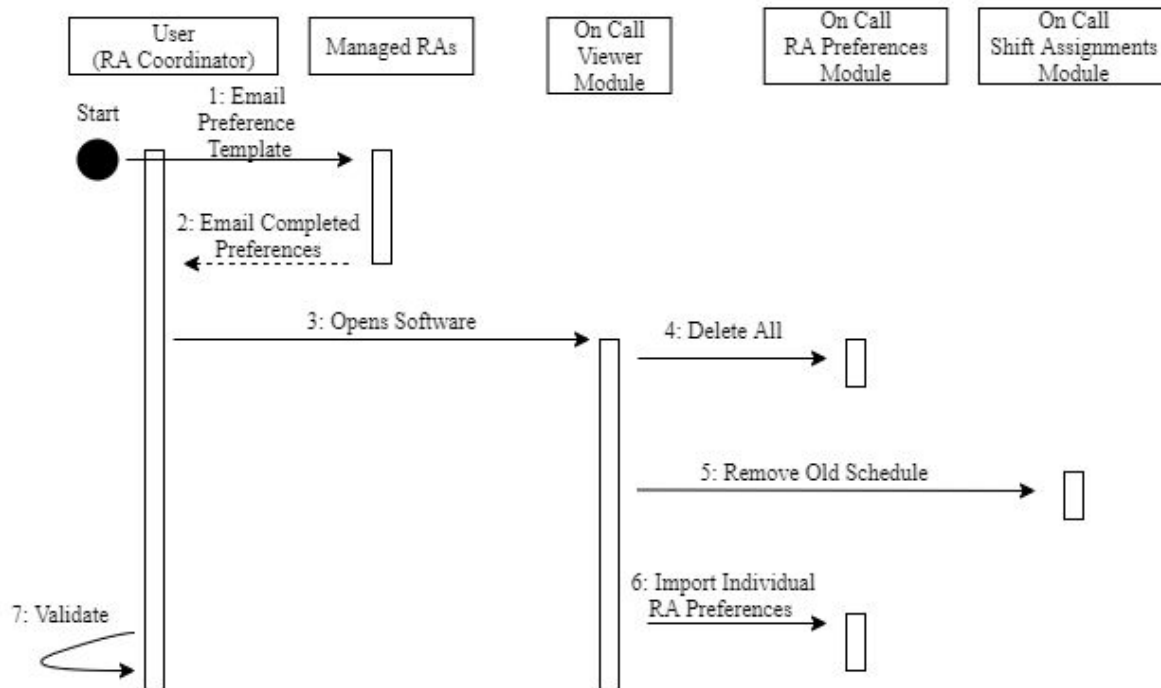 User
(RA Coordinator)
Managed RAs
On Call
Viewer
Module
On Call
RA Preferences
Module
On Call
Shift Assignments
Module
Start
1: Email
Preference
Template
2: Email Completed
Preferences
3: Opens Software
4: Delete All
5: Remove Old Schedule
6: Import Individual
RA Preferences
7: Validate